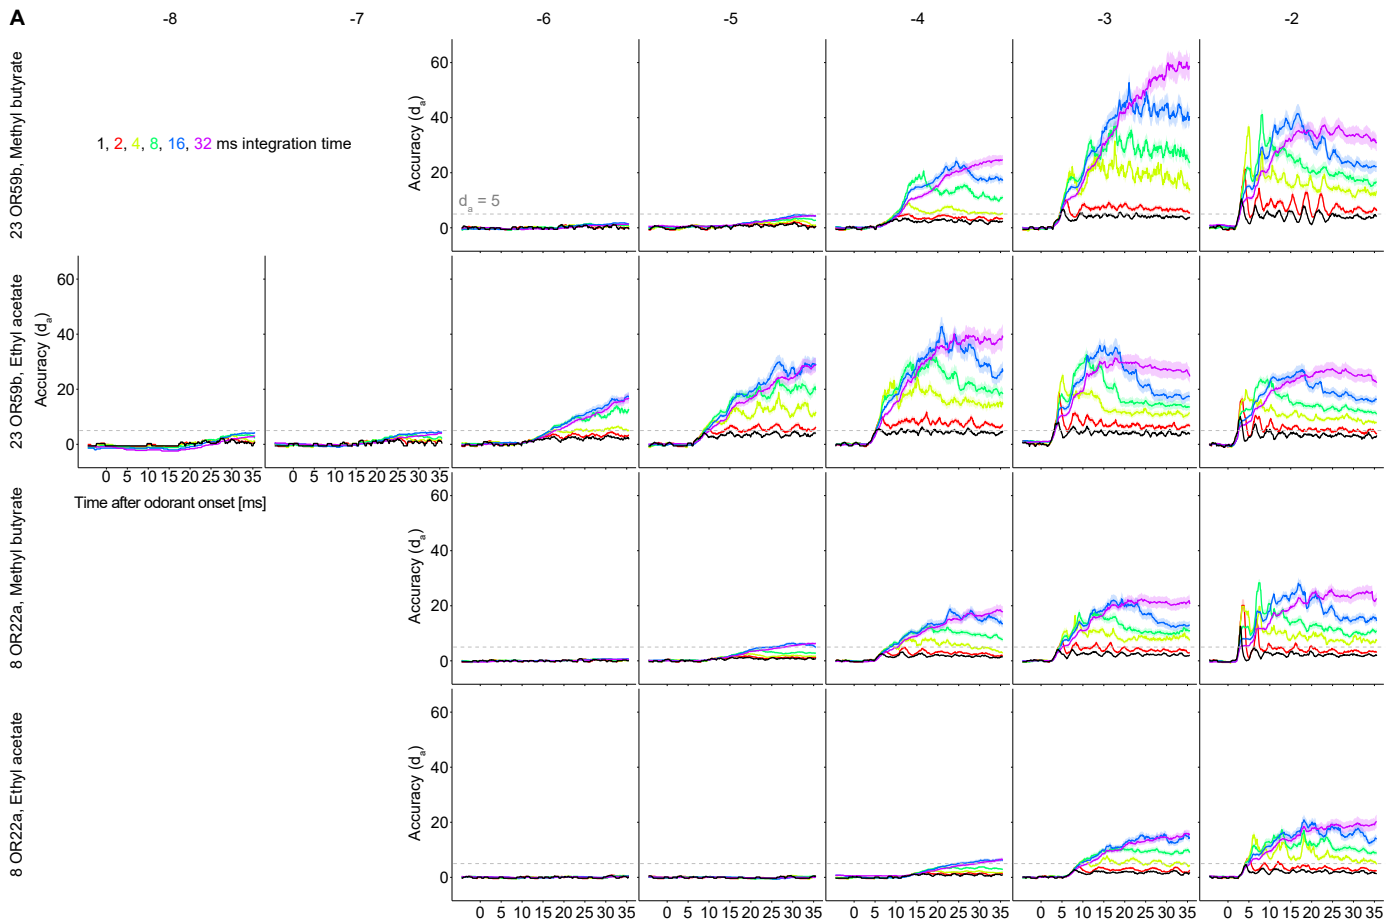 A
-8 -7 -6 -5 -4 -3 -2
23 OR59b, Methyl butyrate
1, 2, 4, 8, 16, 32 ms integration time
Accuracy (da)
60
40
20
0
da = 5
23 OR59b, Ethyl acetate
Accuracy (da)
60
40
20
0
0 5 10 15 20 25 30 35
0 5 10 15 20 25 30 35
Time after odorant onset [ms]
8 OR22a, Methyl butyrate
Accuracy (da)
60
40
20
0
8 OR22a, Ethyl acetate
Accuracy (da)
60
40
20
0
0 5 10 15 20 25 30 35
0 5 10 15 20 25 30 35
0 5 10 15 20 25 30 35
0 5 10 15 20 25 30 35
0 5 10 15 20 25 30 35